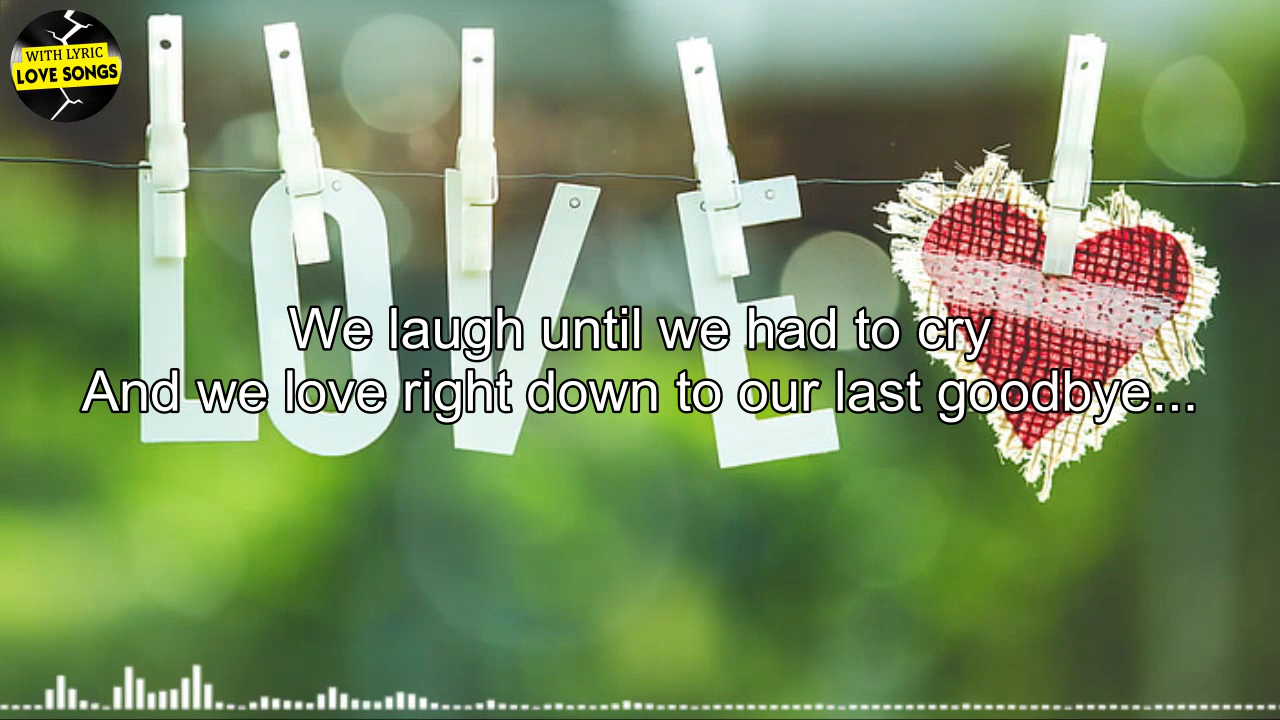 WITH LYRIC
LOVE SONGS
LOVE
We laugh until we had to cry
And we love right down to our last goodbye...